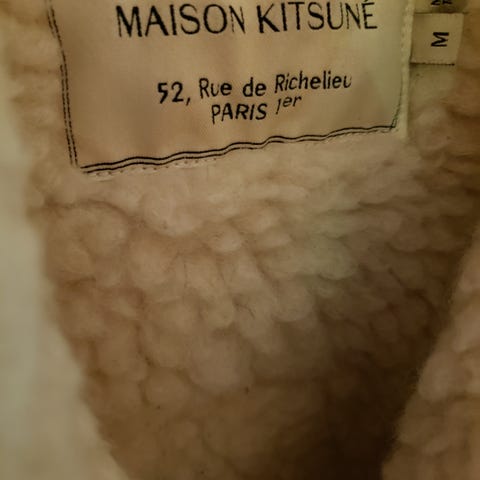 MAISON KITSUNÉ
52, Rue de Richelieu
PARIS 1er
M